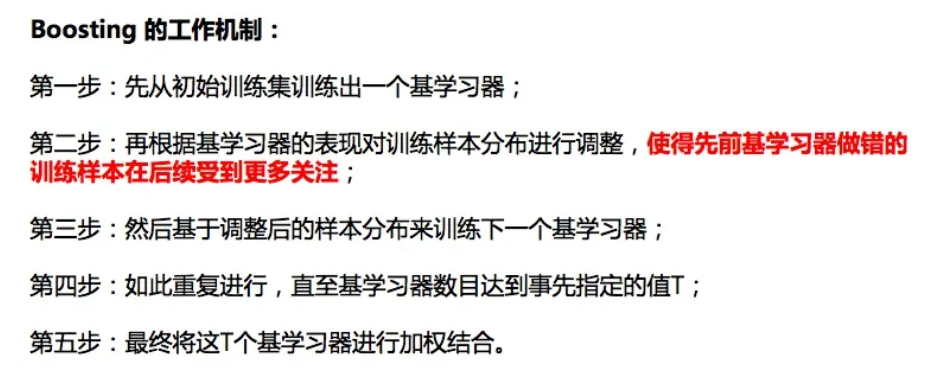 Boosting 的工作机制：
第一步：先从初始训练集训练出一个基学习器；
第二步：再根据基学习器的表现对训练样本分布进行调整，使得先前基学习器做错的
训练样本在后续受到更多关注；
第三步：然后基于调整后的样本分布来训练下一个基学习器；
第四步：如此重复进行，直至基学习器数目达到事先指定的值T；
第五步：最终将这T个基学习器进行加权结合。